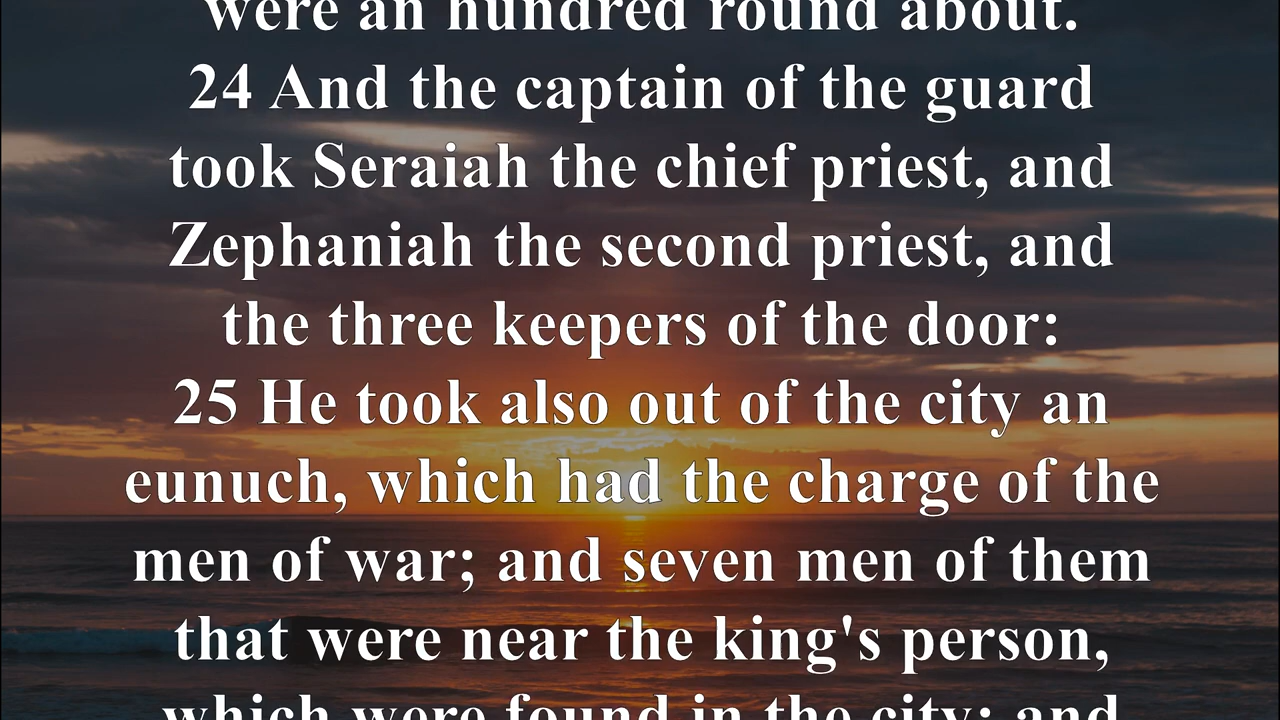 were an hundred round about.
24 And the captain of the guard
took Seraiah the chief priest, and
Zephaniah the second priest, and
the three keepers of the door:
25 He took also out of the city an
eunuch, which had the charge of the
men of war; and seven men of them
that were near the king's person,
which were found in the city; and